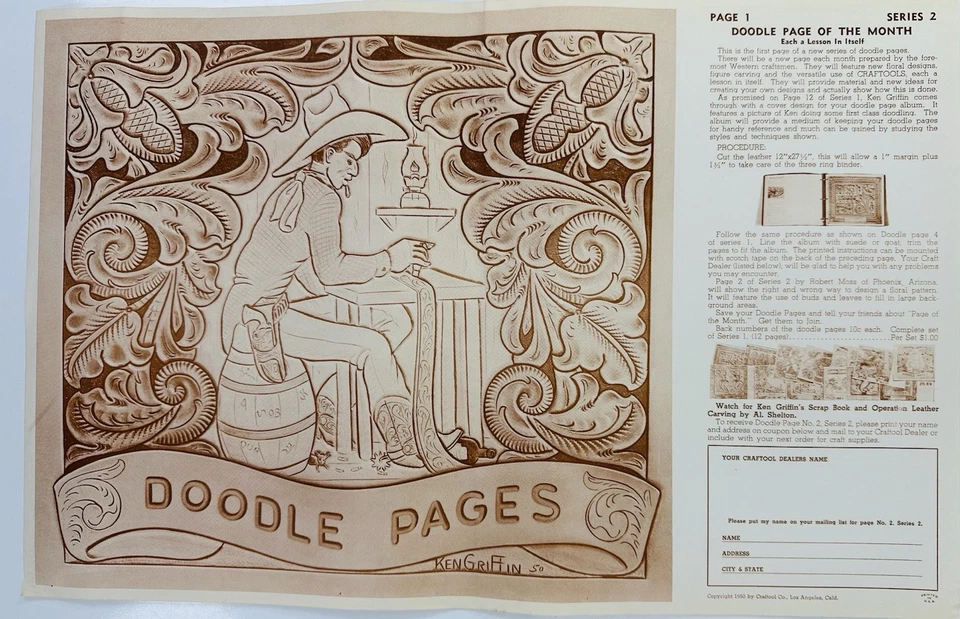 DOODLE PAGES
KEN GRIFFIN 50
PAGE 1 SERIES 2
DOODLE PAGE OF THE MONTH
Each a Lesson In Itself
This is the first page of a new series of doodle pages.
There will be a new page each month prepared by the fore-
most Western craftsmen. They will feature new floral designs,
figure carving and the versatile use of CRAFTOOLS, each a
lesson in itself. They will provide material and new ideas for
creating your own designs and actually show how this is done.
As promised on Page 12 of Series 1, Ken Griffin comes
through with a cover design for your doodle page album. It
features a picture of Ken doing some first class doodling. The
album will provide a medium of keeping your doodle pages
for handy reference and much can be gained by studying the
styles and techniques shown.
PROCEDURE:
Cut the leather 12"x27½", this will allow a 1" margin plus
1½" to take care of the three ring binder.
Follow the same procedure as shown on Doodle page 4
of series 1. Line the album with suede or goat, trim the
pages to fit the album. The printed instructions can be mounted
with scotch tape on the back of the preceding page. Your Craft
Dealer (listed below), will be glad to help you with any problems
you may encounter.
Page 2 of Series 2 by Robert Moss of Phoenix, Arizona,
will show the right and wrong way to design a floral pattern.
It will feature the use of buds and leaves to fill in large back-
ground areas.
Save your Doodle Pages and tell your friends about "Page of
the Month." Get them to Join.
Back numbers of the doodle pages 10c each. Complete set
of Series 1, (12 pages)....................Per Set $1.00
Watch for Ken Griffin's Scrap Book and Operation Leather
Carving by Al. Shelton.
To receive Doodle Page No. 2, Series 2, please print your name
and address on coupon below and mail to your Craftool Dealer or
include with your next order for craft supplies.
YOUR CRAFTOOL DEALERS NAME
Please put my name on your mailing list for page No. 2, Series 2.
NAME
ADDRESS
CITY & STATE
Copyright by Craftool Co., Los Angeles, Calif.
PRINTED
IN
U.S.A.